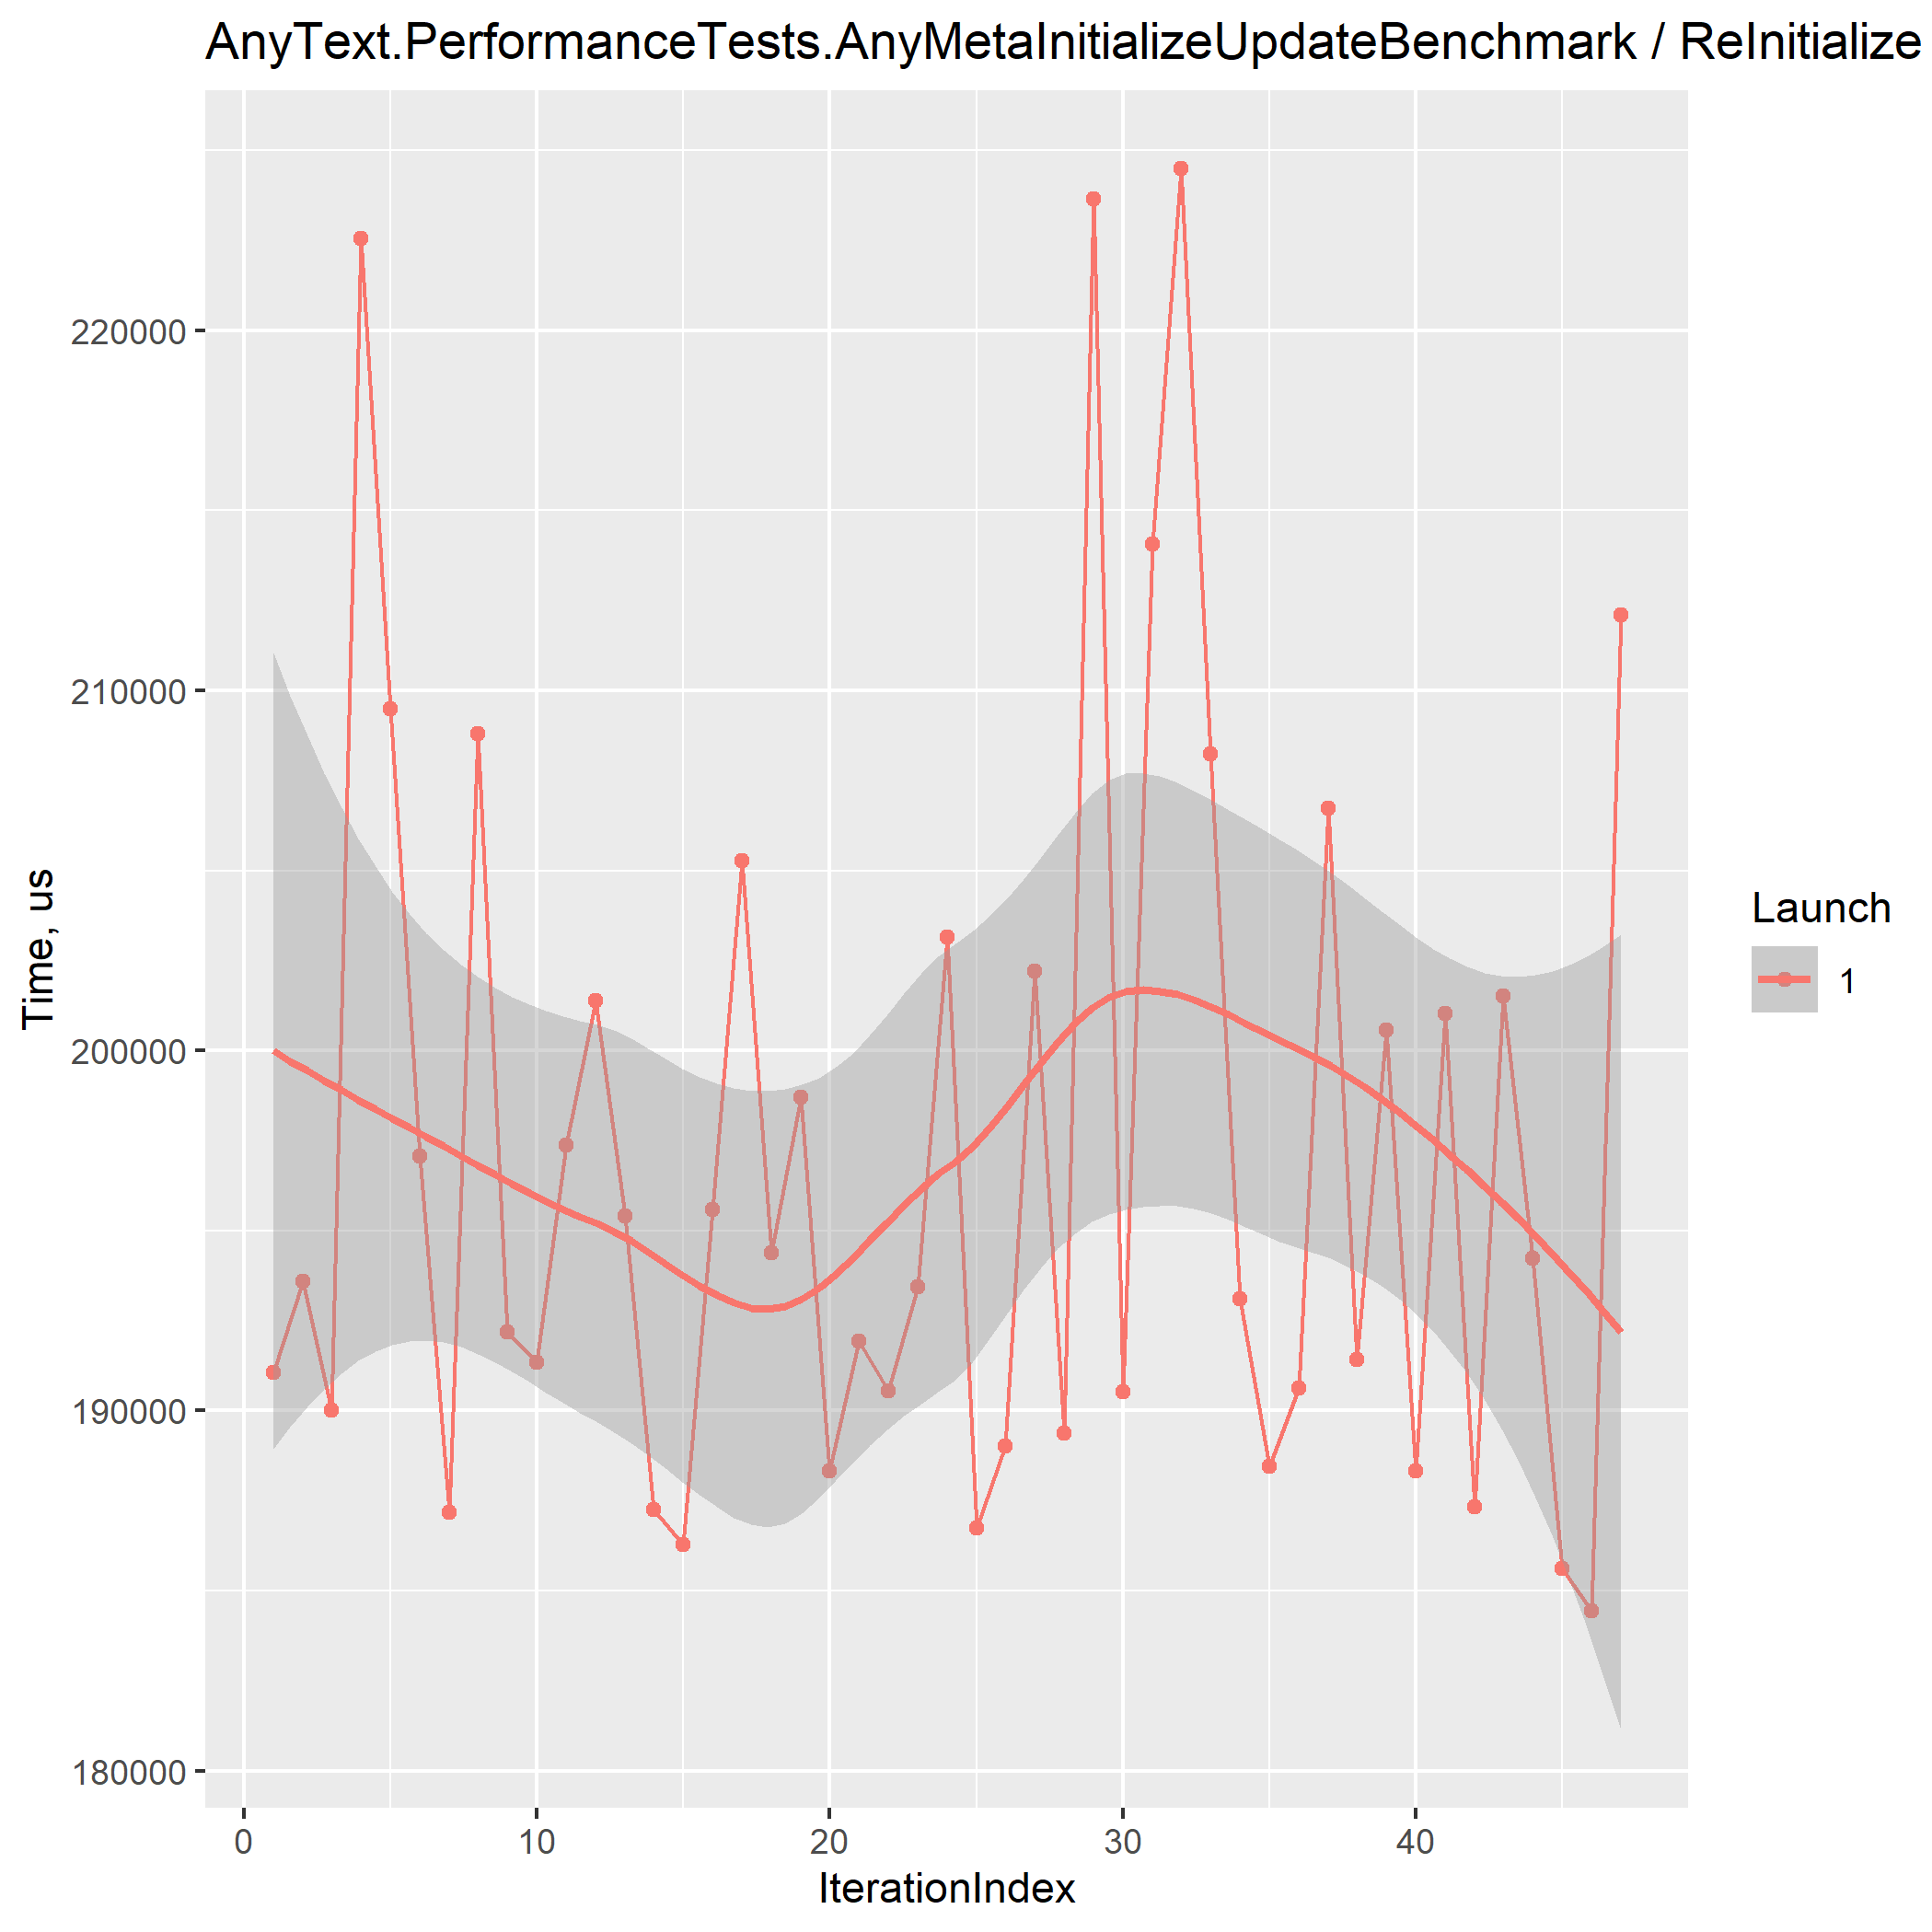 AnyText.PerformanceTests.AnyMetaInitializeUpdateBenchmark / ReInitialize
220000
210000
200000
190000
180000
Time, us
0 10 20 30 40
IterationIndex
Launch
1